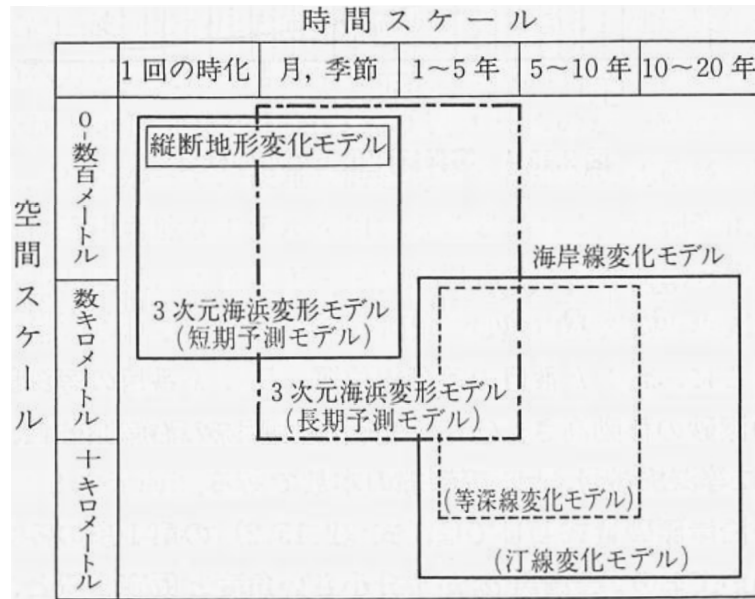 時間スケール
1回の時化 月,季節 1～5年 5～10年 10～20年
空間スケール
0-数百メートル
数キロメートル
十キロメートル
縦断地形変化モデル
3次元海浜変形モデル
(短期予測モデル)
3次元海浜変形モデル
(長期予測モデル)
海岸線変化モデル
(等深線変化モデル)
(汀線変化モデル)